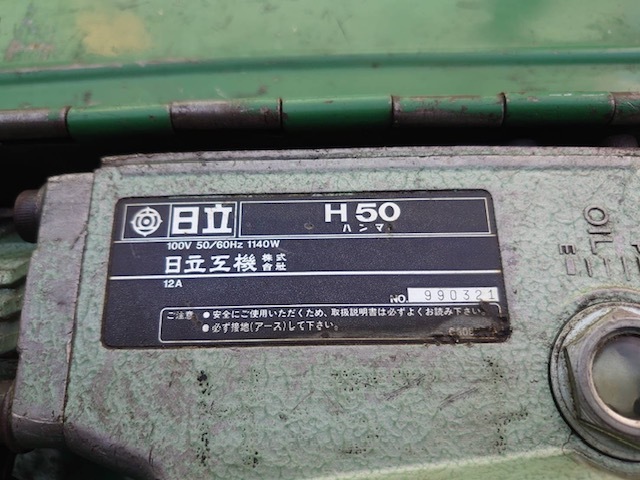 日立
H50
ハンマ
100V 50/60Hz 1140W
日立工機 株式会社
12A
NO. 990321
ご注意 ●安全にご使用いただくため、取扱説明書は必ずよくお読み下さい。
●必ず接地(アース)して下さい。
OIL